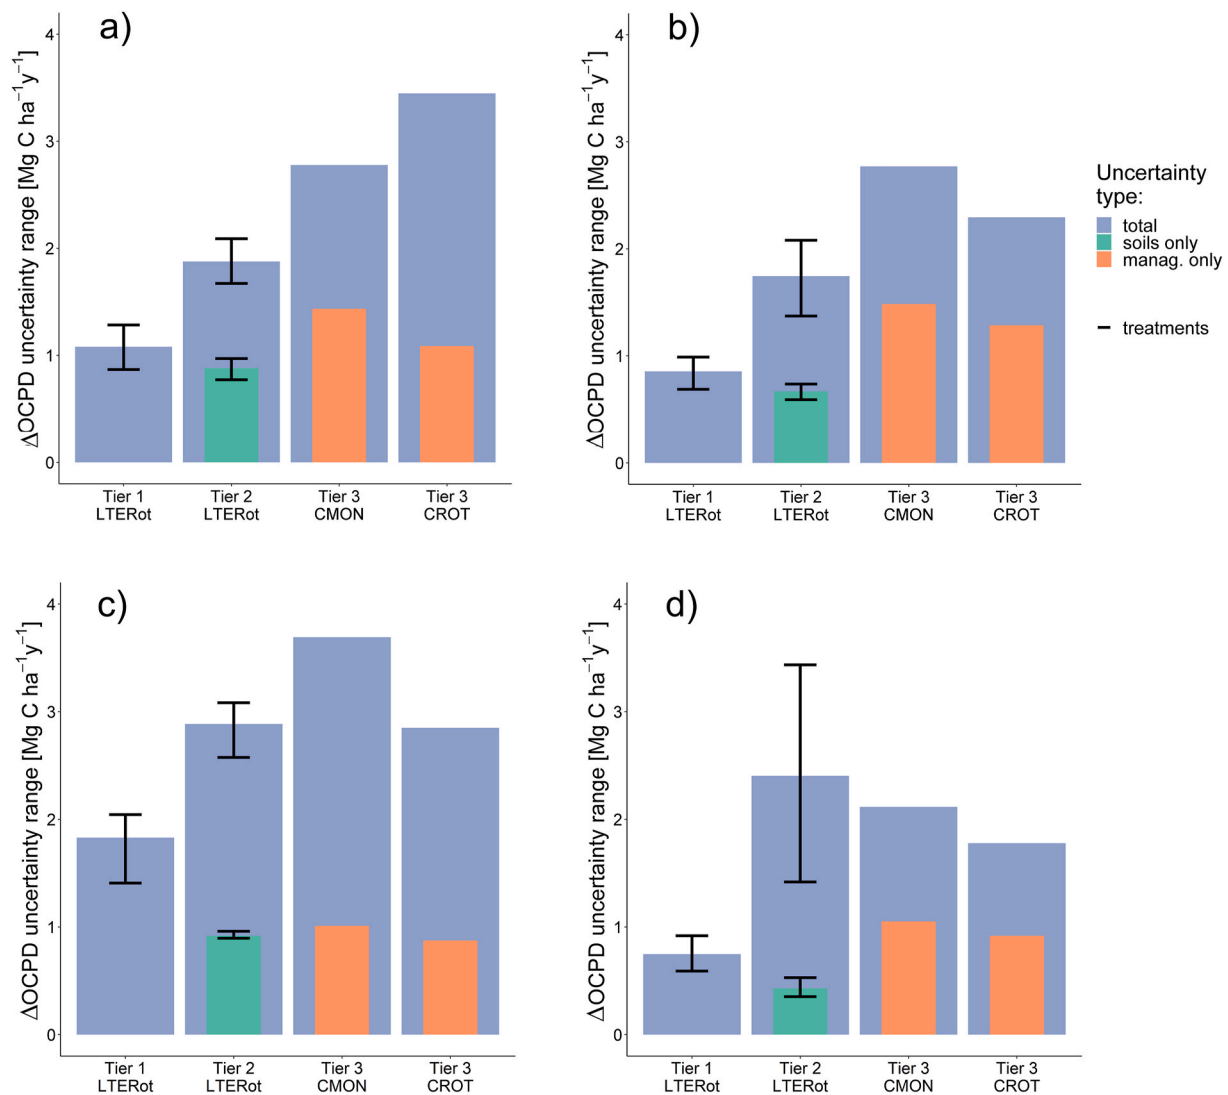 a)
ΔOCPD uncertainty range [Mg C ha⁻¹y⁻¹]
4
3
2
1
0
Tier 1
LTERot
Tier 2
LTERot
Tier 3
CMON
Tier 3
CROT
b)
ΔOCPD uncertainty range [Mg C ha⁻¹y⁻¹]
4
3
2
1
0
Tier 1
LTERot
Tier 2
LTERot
Tier 3
CMON
Tier 3
CROT
Uncertainty
type:
total
soils only
manag. only
treatments
c)
ΔOCPD uncertainty range [Mg C ha⁻¹y⁻¹]
4
3
2
1
0
Tier 1
LTERot
Tier 2
LTERot
Tier 3
CMON
Tier 3
CROT
d)
ΔOCPD uncertainty range [Mg C ha⁻¹y⁻¹]
4
3
2
1
0
Tier 1
LTERot
Tier 2
LTERot
Tier 3
CMON
Tier 3
CROT